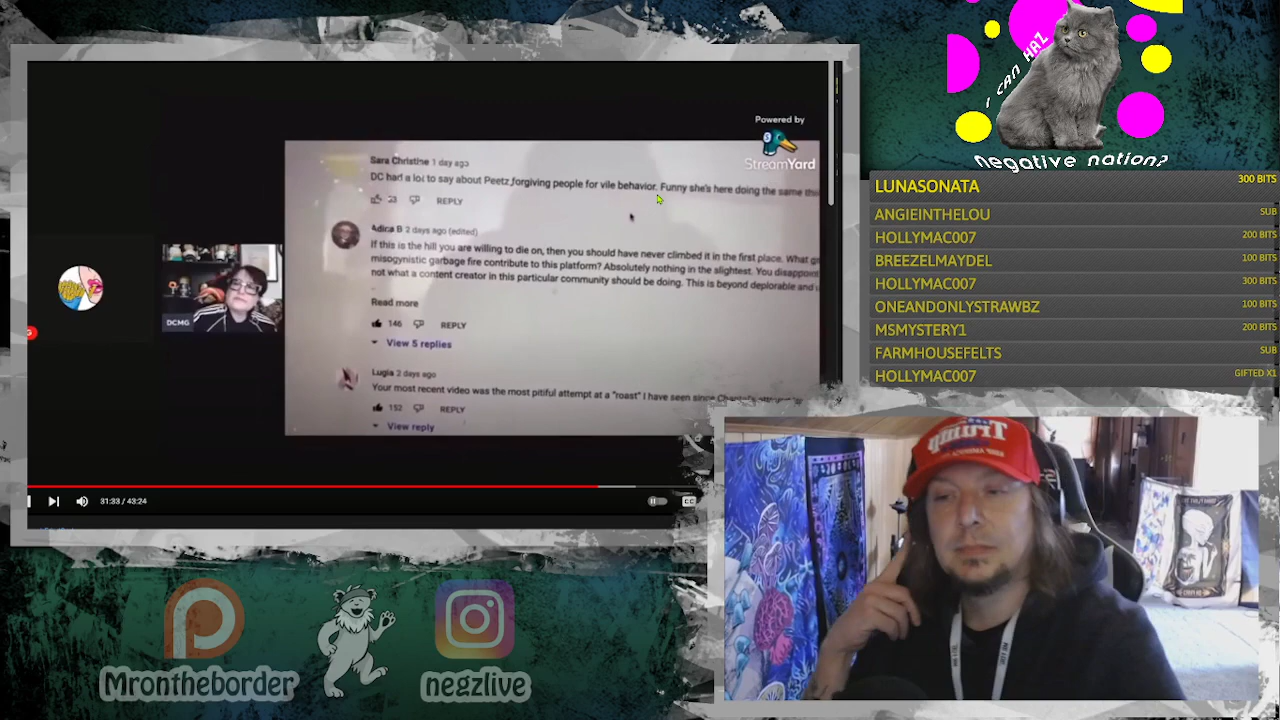 Powered by
StreamYard
Sara Christine 1 day ago
DC had a lot to say about Peetz forgiving people for vile behavior. Funny she's here doing the same
23 REPLY
Adica B 2 days ago (edited)
If this is the hill you are willing to die on, then you should have never climbed it in the first place. What
misogynistic garbage fire contribute to this platform? Absolutely nothing in the slightest. You
not what a content creator in this particular community should be doing. This is beyond deplorable and
Read more
146 REPLY
View 5 replies
Lugia 2 days ago
Your most recent video was the most pitiful attempt at a "roast" I have seen since
152 REPLY
View reply
DCMG
31:33 / 43:24
CC
I CAN HAZ
negative nation?
LUNASONATA 300 BITS
ANGIEINTHELOU SUB
HOLLYMAC007 200 BITS
BREEZELMAYDEL 100 BITS
HOLLYMAC007 300 BITS
ONEANDONLYSTRAWBZ 100 BITS
MSMYSTERY1 200 BITS
FARMHOUSEFELTS SUB
HOLLYMAC007 GIFTED X1
Trump
Mrontheborder
negzlive